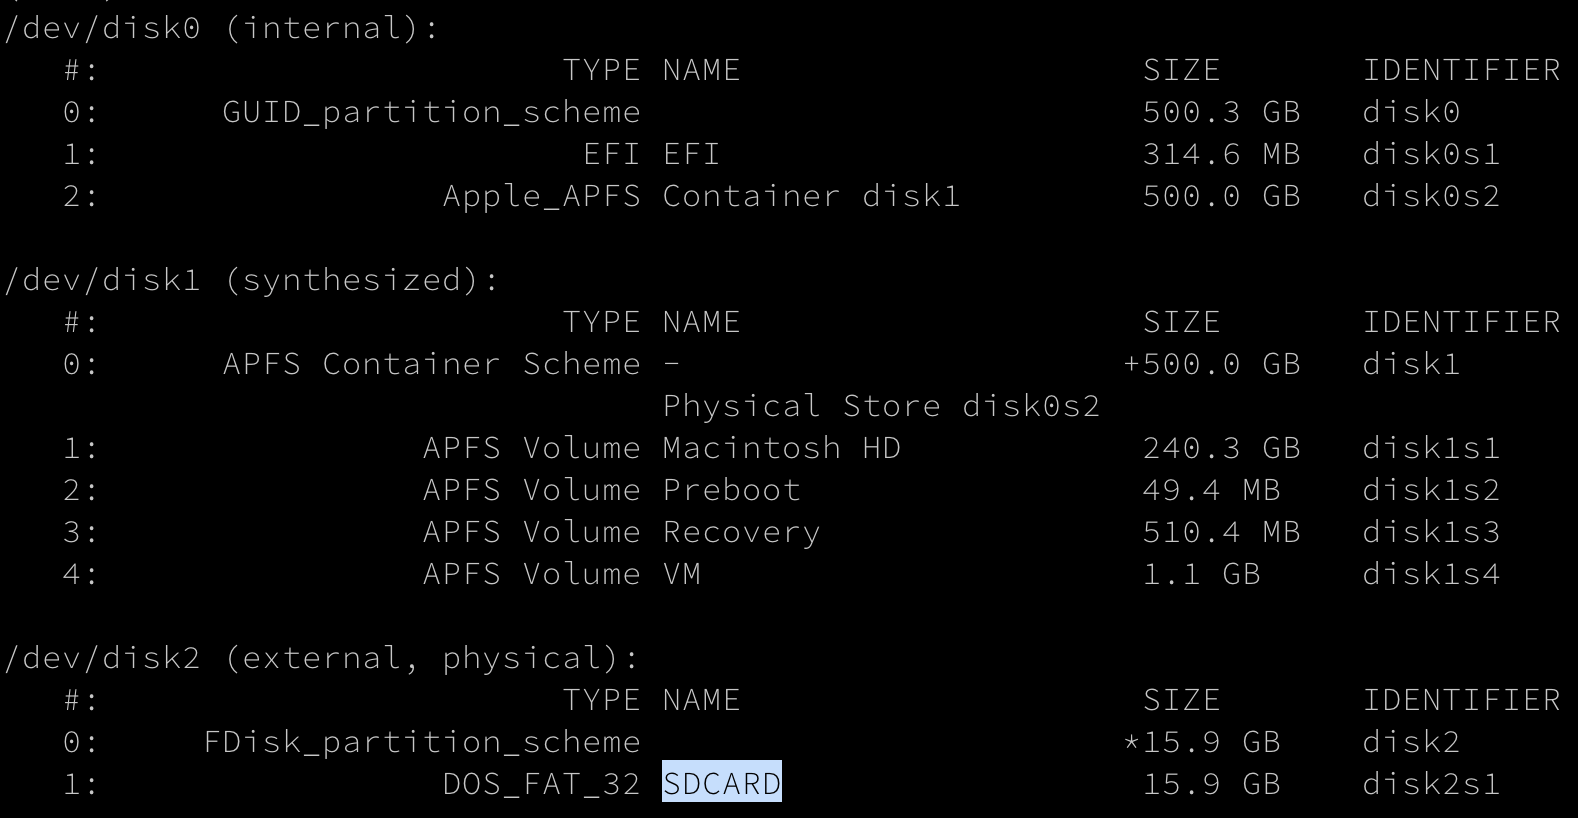 /dev/disk0 (internal):
   #:                       TYPE NAME                    SIZE       IDENTIFIER
   0:      GUID_partition_scheme                         500.3 GB   disk0
   1:                        EFI EFI                     314.6 MB   disk0s1
   2:                 Apple_APFS Container disk1         500.0 GB   disk0s2

/dev/disk1 (synthesized):
   #:                       TYPE NAME                    SIZE       IDENTIFIER
   0:      APFS Container Scheme -                      +500.0 GB   disk1
                                 Physical Store disk0s2
   1:                APFS Volume Macintosh HD            240.3 GB   disk1s1
   2:                APFS Volume Preboot                 49.4 MB    disk1s2
   3:                APFS Volume Recovery                510.4 MB   disk1s3
   4:                APFS Volume VM                      1.1 GB     disk1s4

/dev/disk2 (external, physical):
   #:                       TYPE NAME                    SIZE       IDENTIFIER
   0:     FDisk_partition_scheme                        *15.9 GB    disk2
   1:                 DOS_FAT_32 SDCARD                  15.9 GB    disk2s1